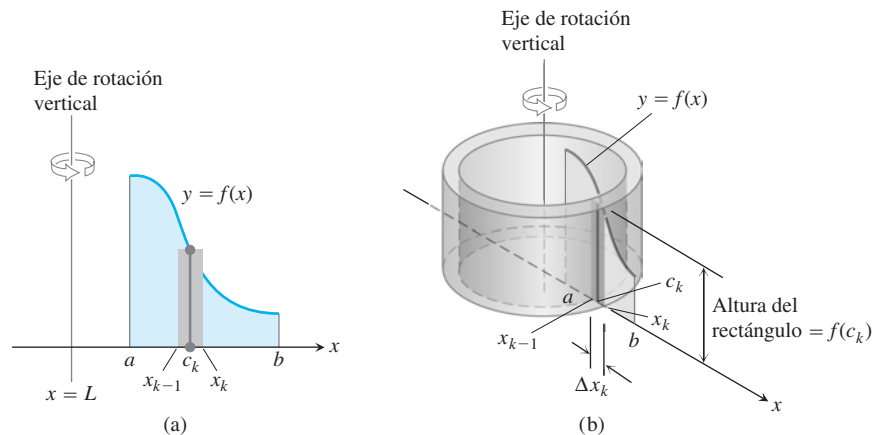 Eje de rotación
vertical
y = f(x)
x
a
x_{k−1}
c_k
x_k
b
x = L
(a)
Eje de rotación
vertical
y = f(x)
a
c_k
x_k
x_{k−1}
b
Δx_k
Altura del
rectángulo = f(c_k)
x
(b)